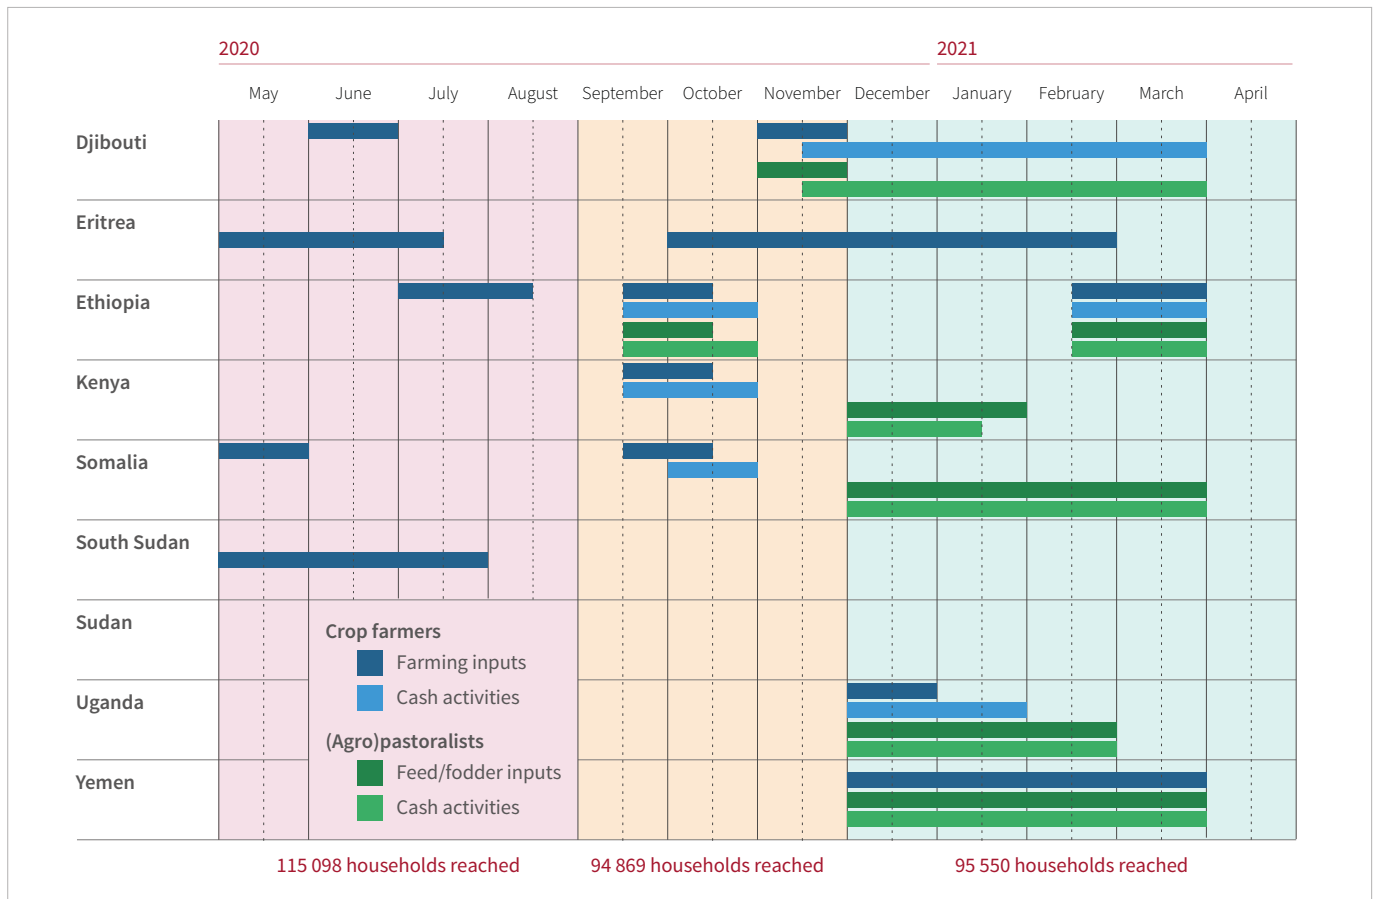 2020 2021
May June July August September October November December January February March April
Djibouti
Eritrea
Ethiopia
Kenya
Somalia
South Sudan
Sudan
Uganda
Yemen
Crop farmers
Farming inputs
Cash activities
(Agro)pastoralists
Feed/fodder inputs
Cash activities
115 098 households reached 94 869 households reached 95 550 households reached